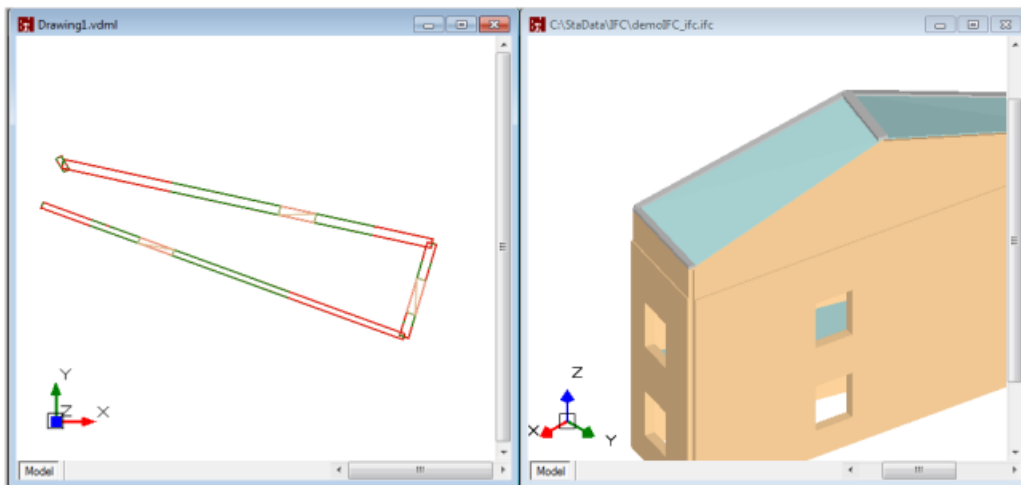 Drawing1.vdml
Y
Z
X
Model
C:\StaData\IFC\demoIFC_ifc.ifc
Z
X
Y
Model